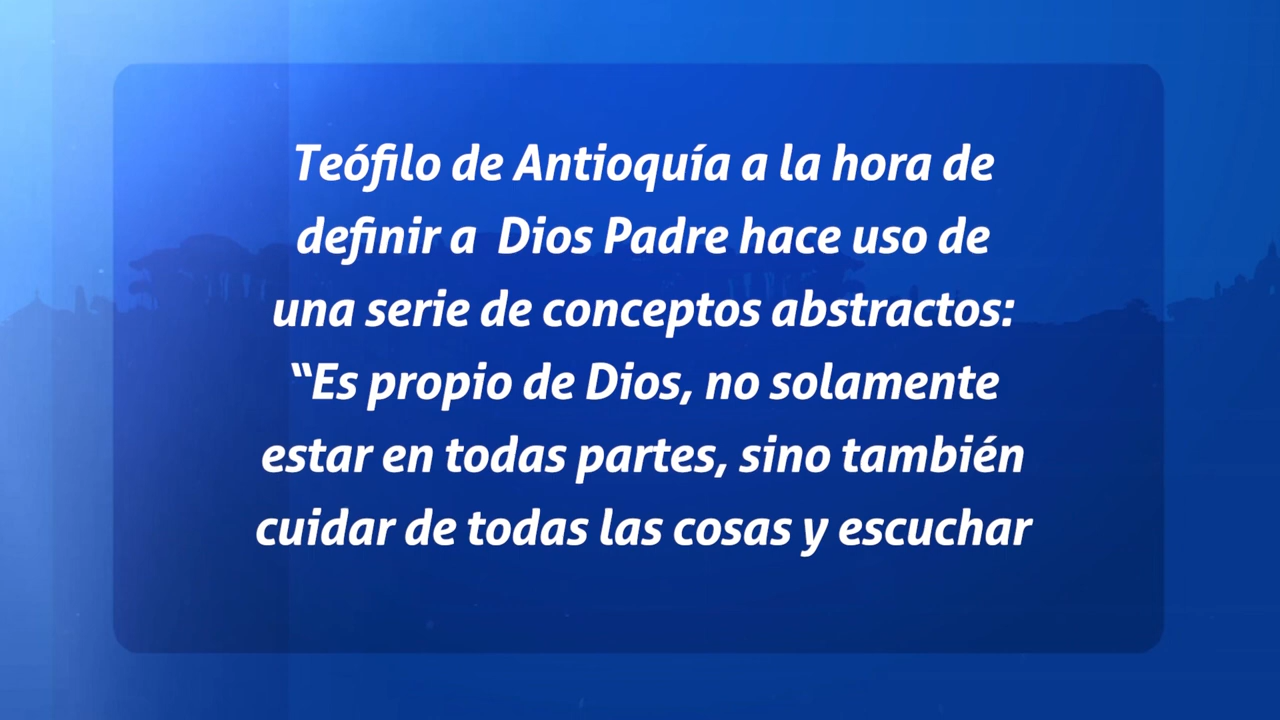 Teófilo de Antioquía a la hora de
definir a  Dios Padre hace uso de
una serie de conceptos abstractos:
“Es propio de Dios, no solamente
estar en todas partes, sino también
cuidar de todas las cosas y escuchar